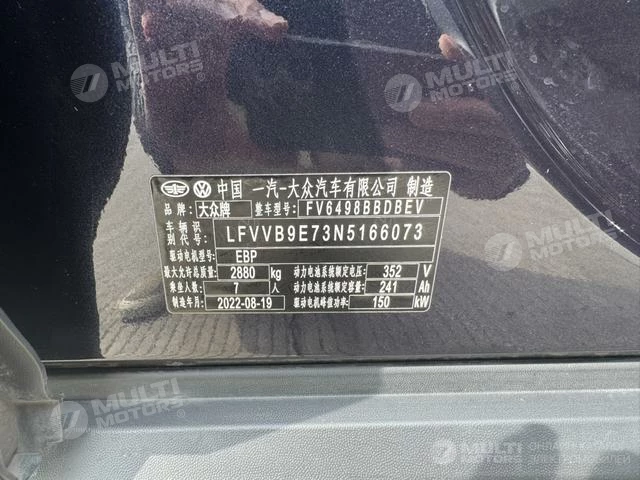 中国 一汽-大众汽车有限公司 制造
品牌: 大众牌 整车型号: FV6498BBDBEV
车辆识别代号: LFVVB9E73N5166073
驱动电机型号: EBP
最大允许总质量: 2880 kg 动力电池系统额定电压: 352 V
乘坐人数: 7 人 动力电池系统额定容量: 241 Ah
制造年月: 2022-08-19 驱动电机峰值功率: 150 kW
MULTI MOTORS
MULTI MOTORS
MULTI MOTORS
MULTI MOTORS
MULTI MOTORS